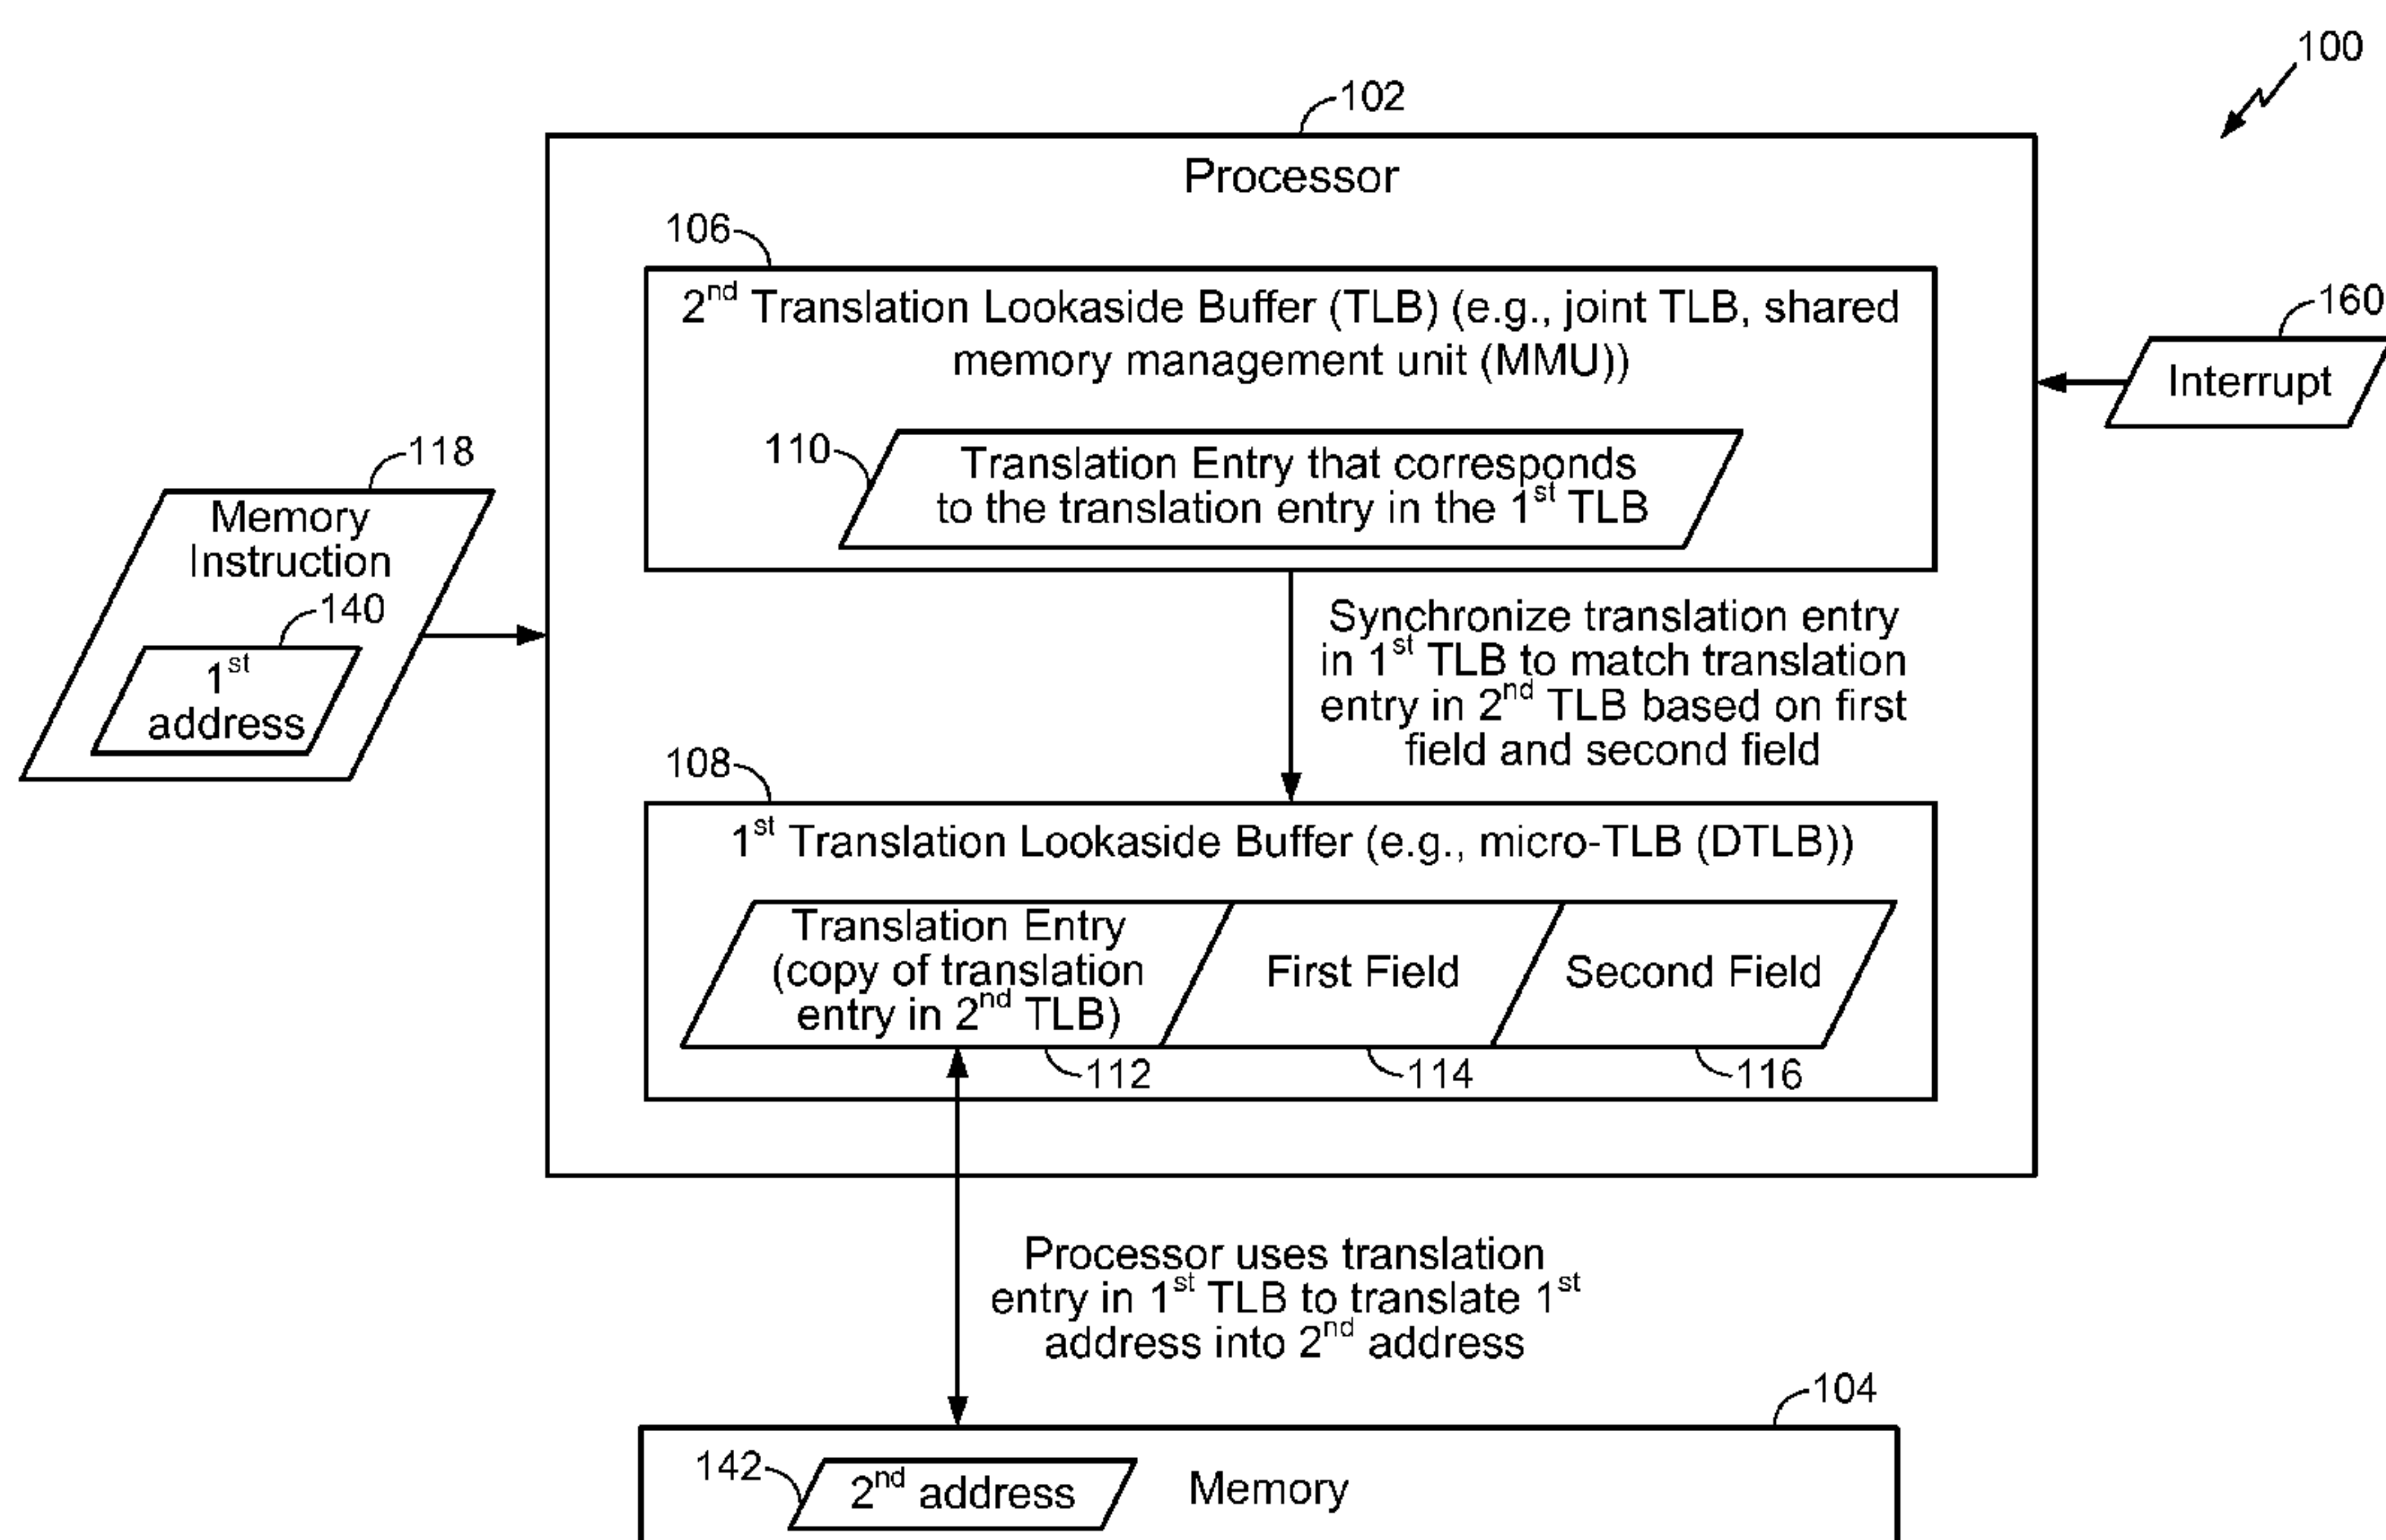 100
102
Processor
106
2nd Translation Lookaside Buffer (TLB) (e.g., joint TLB, shared
memory management unit (MMU))
160
Interrupt
110
Translation Entry that corresponds
to the translation entry in the 1st TLB
118
Memory
Instruction
140
1st
address
Synchronize translation entry
in 1st TLB to match translation
entry in 2nd TLB based on first
field and second field
108
1st Translation Lookaside Buffer (e.g., micro-TLB (DTLB))
Translation Entry
(copy of translation
entry in 2nd TLB)
First Field
Second Field
112
114
116
Processor uses translation
entry in 1st TLB to translate 1st
address into 2nd address
104
142
2nd address
Memory